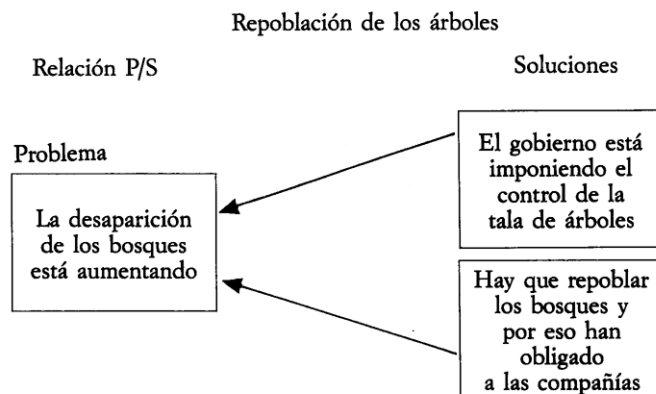 Repoblación de los árboles
Relación P/S
Soluciones
Problema
La desaparición
de los bosques
está aumentando
El gobierno está
imponiendo el
control de la
tala de árboles
Hay que repoblar
los bosques y
por eso han
obligado
a las compañías